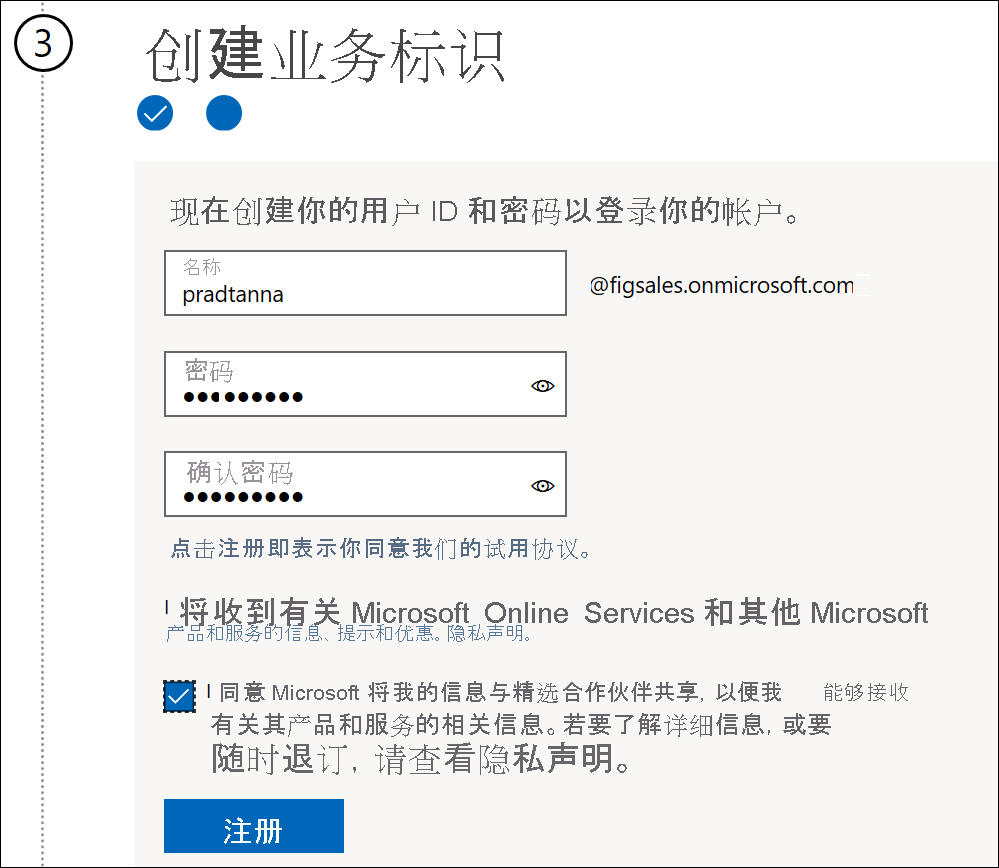 3
创建业务标识
现在创建你的用户 ID 和密码以登录你的帐户。
名称
pradtanna
@figsales.onmicrosoft.com
密码
●●●●●●●●●
确认密码
●●●●●●●●●
点击注册即表示你同意我们的试用协议。
I 将收到有关 Microsoft Online Services 和其他 Microsoft
产品和服务的信息、提示和优惠。隐私声明。
I 同意 Microsoft 将我的信息与精选合作伙伴共享, 以便我 能够接收
有关其产品和服务的相关信息。若要了解详细信息, 或要
随时退订, 请查看隐私声明。
注册